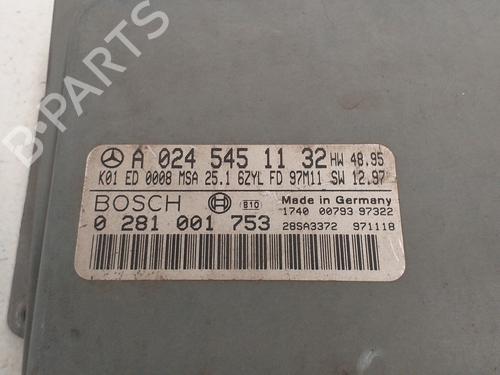 A 024 545 11 32 HW 48.95
K01 ED 0008 MSA 25.1 6ZYL FD 97M11 SW 12.97
BOSCH 810 Made in Germany
1740 00793 97322
0 281 001 753 28SA3372 971118
B-PARTS